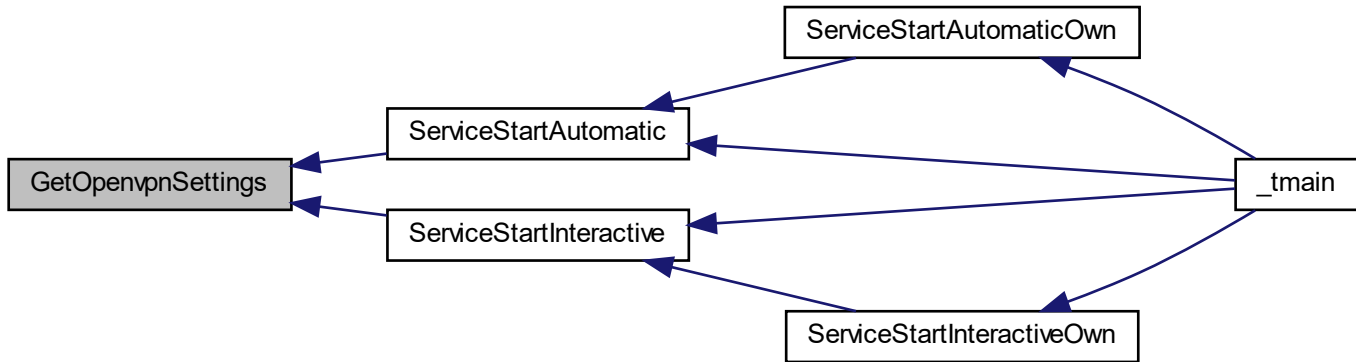 ServiceStartAutomaticOwn
ServiceStartAutomatic
GetOpenvpnSettings
_tmain
ServiceStartInteractive
ServiceStartInteractiveOwn